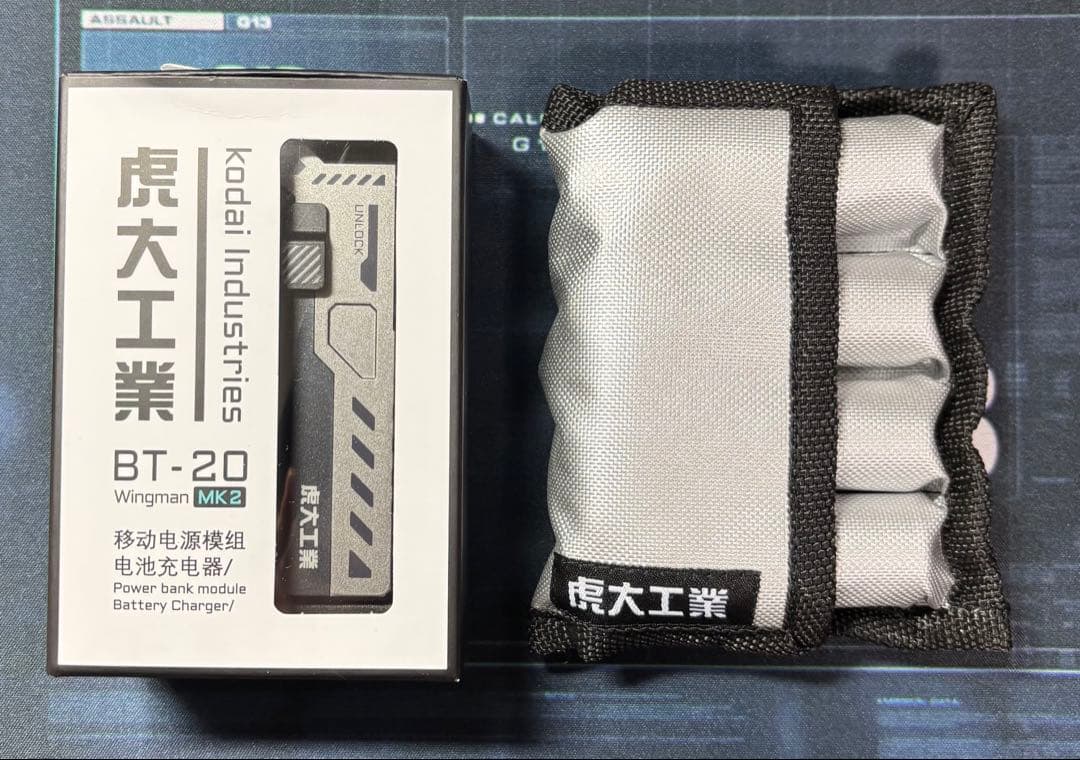 ASSAULT
G13
虎大工業
Kodai Industries
BT-20
Wingman MK2
移动电源模组
电池充电器/
Power bank module
Battery Charger/
UNLOCK
虎大工業
虎大工業